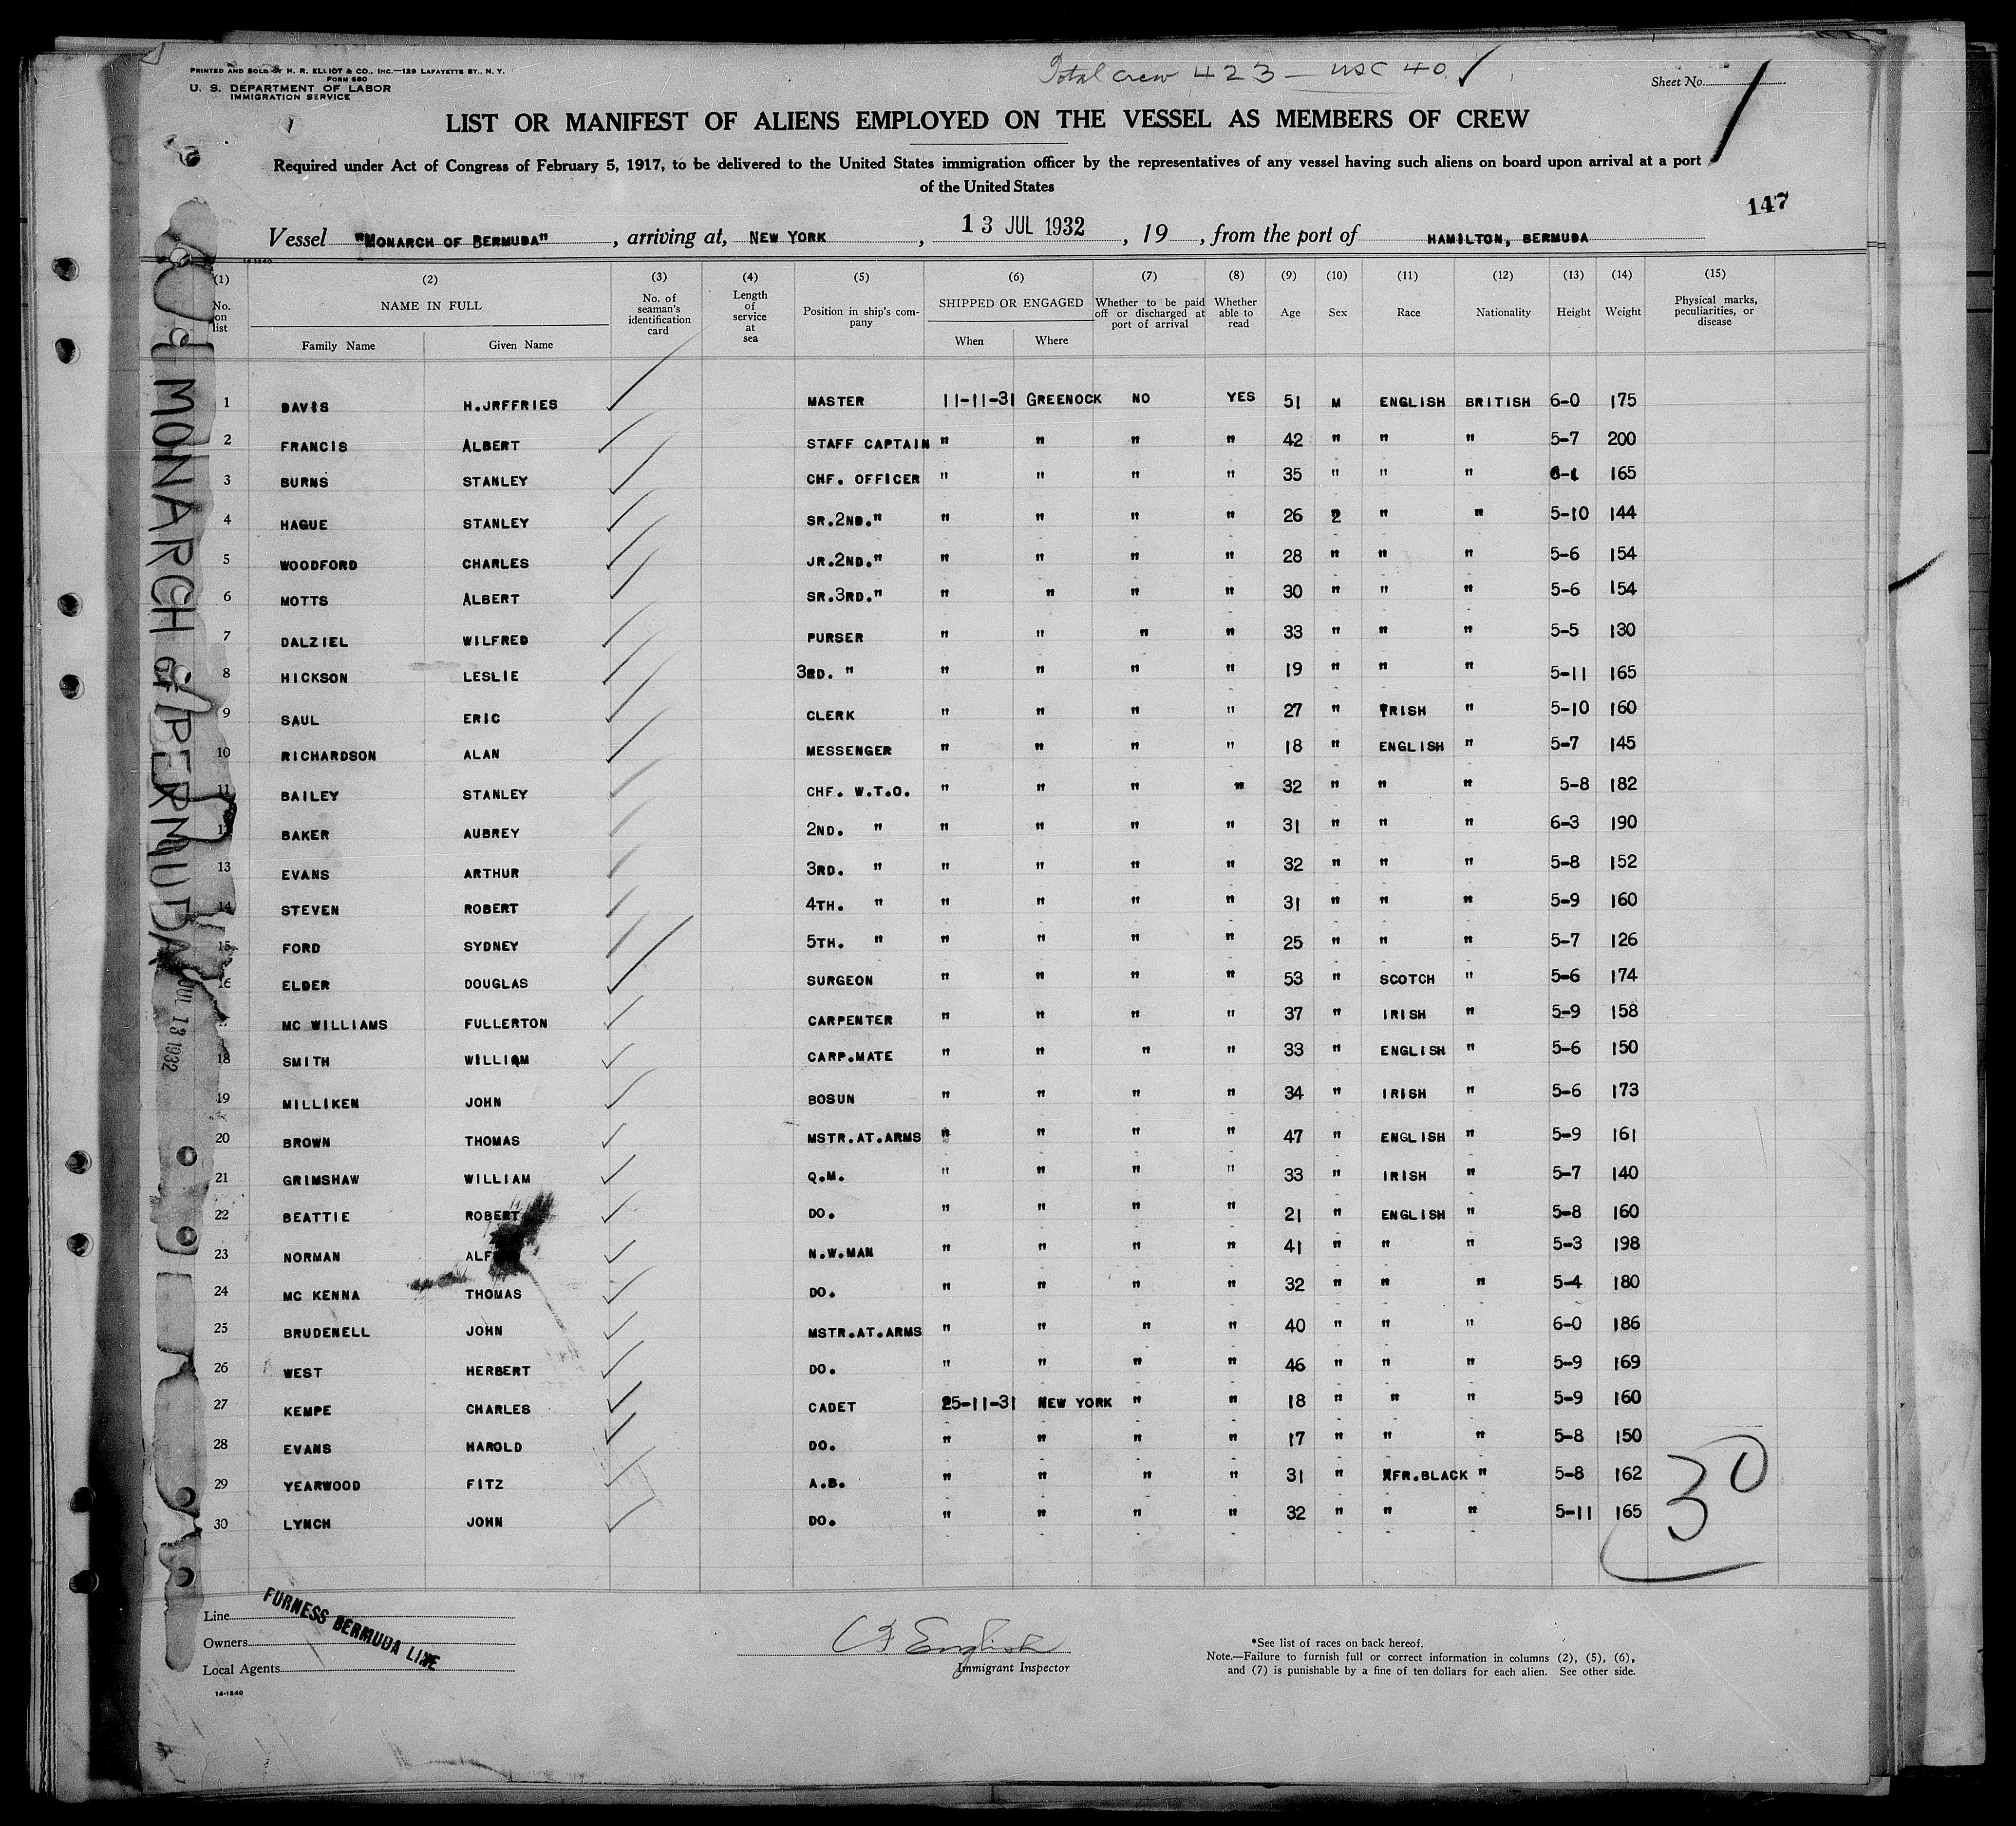 PRINTED AND SOLD BY H. R. ELLIOT & CO., INC.—129 LAFAYETTE ST., N. Y.
FORM 680
U. S. DEPARTMENT OF LABOR
IMMIGRATION SERVICE
Total crew 423 — USC 40
Sheet No. 1
LIST OR MANIFEST OF ALIENS EMPLOYED ON THE VESSEL AS MEMBERS OF CREW
Required under Act of Congress of February 5, 1917, to be delivered to the United States immigration officer by the representatives of any vessel having such aliens on board upon arrival at a port
of the United States
147
Vessel "MONARCH OF BERMUDA", arriving at, NEW YORK, 13 JUL 1932, 19, from the port of HAMILTON, BERMUDA
14-1240
(1) (2) (3) (4) (5) (6) (7) (8) (9) (10) (11) (12) (13) (14) (15)
No. on list NAME IN FULL Family Name Given Name No. of seaman's identification card Length of service at sea Position in ship's company SHIPPED OR ENGAGED When Where Whether to be paid off or discharged at port of arrival Whether able to read Age Sex Race Nationality Height Weight Physical marks, peculiarities, or disease
1 DAVIS H.JRFFRIES MASTER 11-11-31 GREENOCK NO YES 51 M ENGLISH BRITISH 6-0 175
2 FRANCIS ALBERT STAFF CAPTAIN " " " " 42 " " " 5-7 200
3 BURNS STANLEY CHF. OFFICER " " " " 35 " " " 6-1 165
4 HAGUE STANLEY SR.2ND." " " " " 26 2 " " 5-10 144
5 WOODFORD CHARLES JR.2ND." " " " " 28 " " " 5-6 154
6 MOTTS ALBERT SR.3RD." " " " " 30 " " " 5-6 154
7 DALZIEL WILFRED PURSER " " " " 33 " " " 5-5 130
8 HICKSON LESLIE 3RD. " " " " " 19 " " " 5-11 165
9 SAUL ERIC CLERK " " " " 27 " IRISH " 5-10 160
10 RICHARDSON ALAN MESSENGER " " " " 18 " ENGLISH " 5-7 145
11 BAILEY STANLEY CHF. W.T.O. " " " " 32 " " " 5-8 182
12 BAKER AUBREY 2ND. " " " " " 31 " " " 6-3 190
13 EVANS ARTHUR 3RD. " " " " " 32 " " " 5-8 152
14 STEVEN ROBERT 4TH. " " " " " 31 " " " 5-9 160
15 FORD SYDNEY 5TH. " " " " " 25 " " " 5-7 126
16 ELDER DOUGLAS SURGEON " " " " 53 " SCOTCH " 5-6 174
MC WILLIAMS FULLERTON CARPENTER " " " " 37 " IRISH " 5-9 158
18 SMITH WILLIAM CARP.MATE " " " " 33 " ENGLISH " 5-6 150
19 MILLIKEN JOHN BOSUN " " " " 34 " IRISH " 5-6 173
20 BROWN THOMAS MSTR.AT.ARMS " " " " 47 " ENGLISH " 5-9 161
21 GRIMSHAW WILLIAM Q.M. " " " " 33 " IRISH " 5-7 140
22 BEATTIE ROBERT DO. " " " " 21 " ENGLISH " 5-8 160
23 NORMAN N.W.MAN " " " " 41 " " " 5-3 198
24 MC KENNA THOMAS DO. " " " " 32 " " " 5-4 180
25 BRUDENELL JOHN MSTR.AT.ARMS " " " " 40 " " " 6-0 186
26 WEST HERBERT DO. " " " " 46 " " " 5-9 169
27 KEMPE CHARLES CADET 25-11-31 NEW YORK " " 18 " " " 5-9 160
28 EVANS HAROLD DO. " " " " 17 " " " 5-8 150
29 YEARWOOD FITZ A.B. " " " " 31 " AFR.BLACK " 5-8 162
30 LYNCH JOHN DO. " " " " 32 " " " 5-11 165
30
MONARCH OF BERMUDA
JUL 13 1932
Line
Owners
Local Agents
FURNESS BERMUDA LINE
14-1240
English
Immigrant Inspector
*See list of races on back hereof.
Note.—Failure to furnish full or correct information in columns (2), (5), (6),
and (7) is punishable by a fine of ten dollars for each alien. See other side.